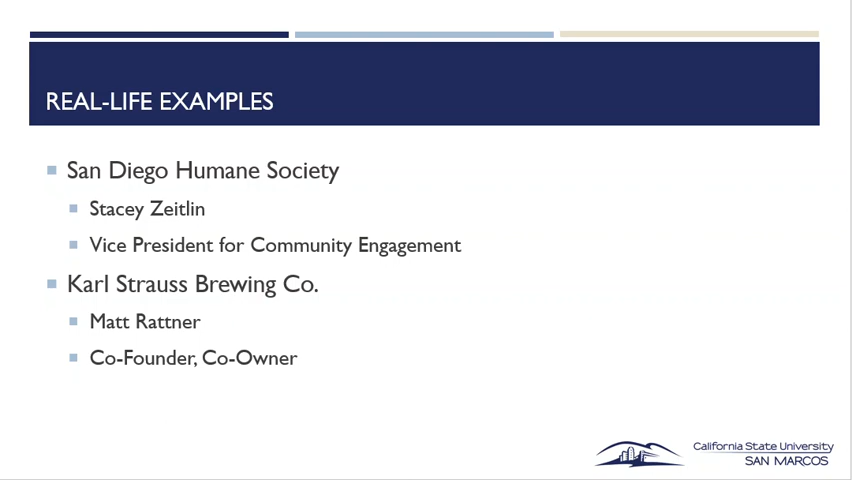 REAL-LIFE EXAMPLES
San Diego Humane Society
Stacey Zeitlin
Vice President for Community Engagement
Karl Strauss Brewing Co.
Matt Rattner
Co-Founder, Co-Owner
California State University
SAN MARCOS